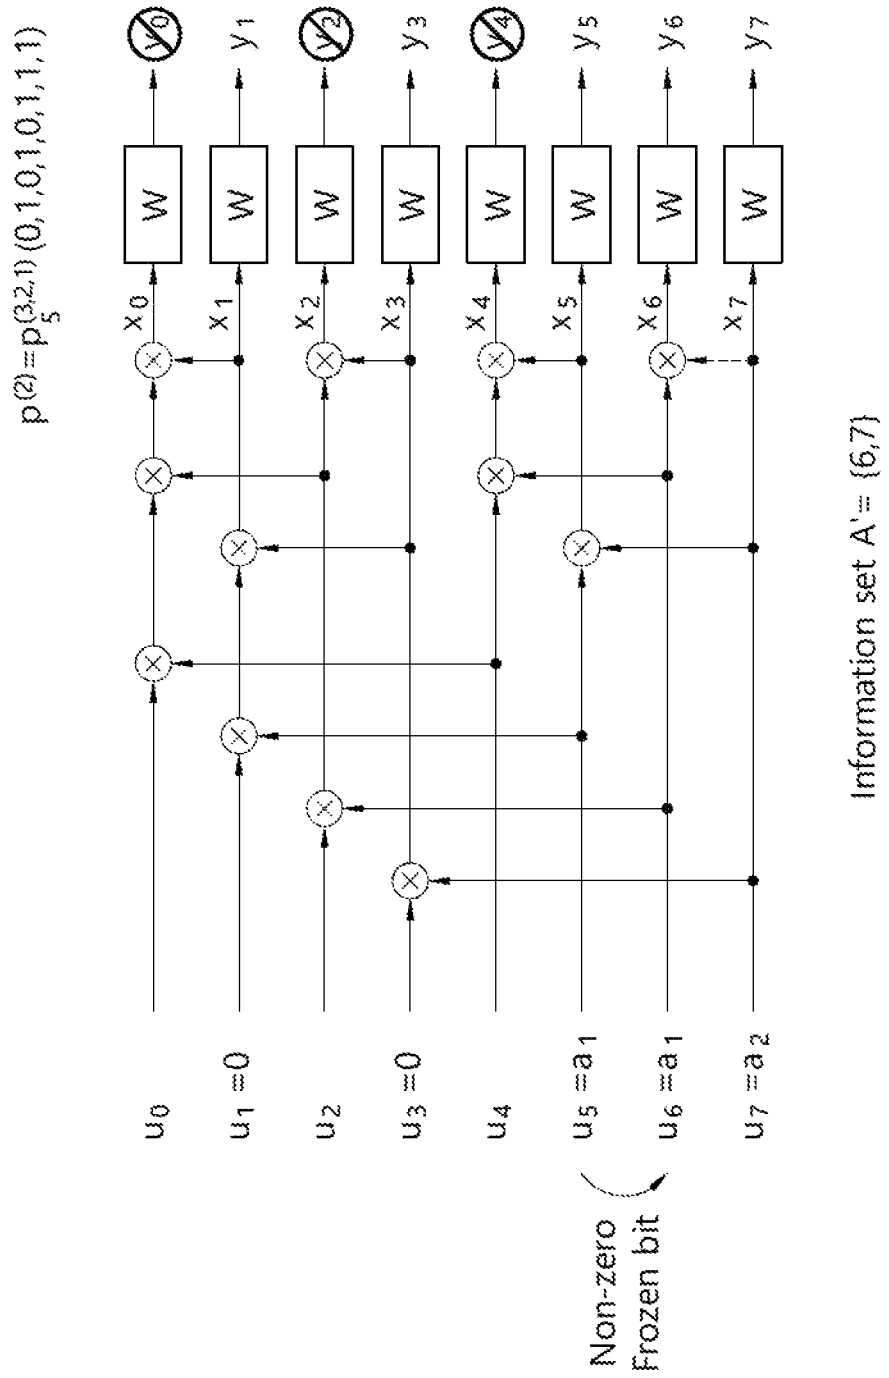 p(2)=p5(3,2,1) (0,1,0,1,0,1,1,1)
u0 x0 W y0
u1 =0 x1 W y1
u2 x2 W y2
u3 =0 x3 W y3
u4 x4 W y4
u5 =a1 x5 W y5
u6 =a1 x6 W y6
u7 =a2 x7 W y7
Non-zero
Frozen bit
Information set A'= {6,7}